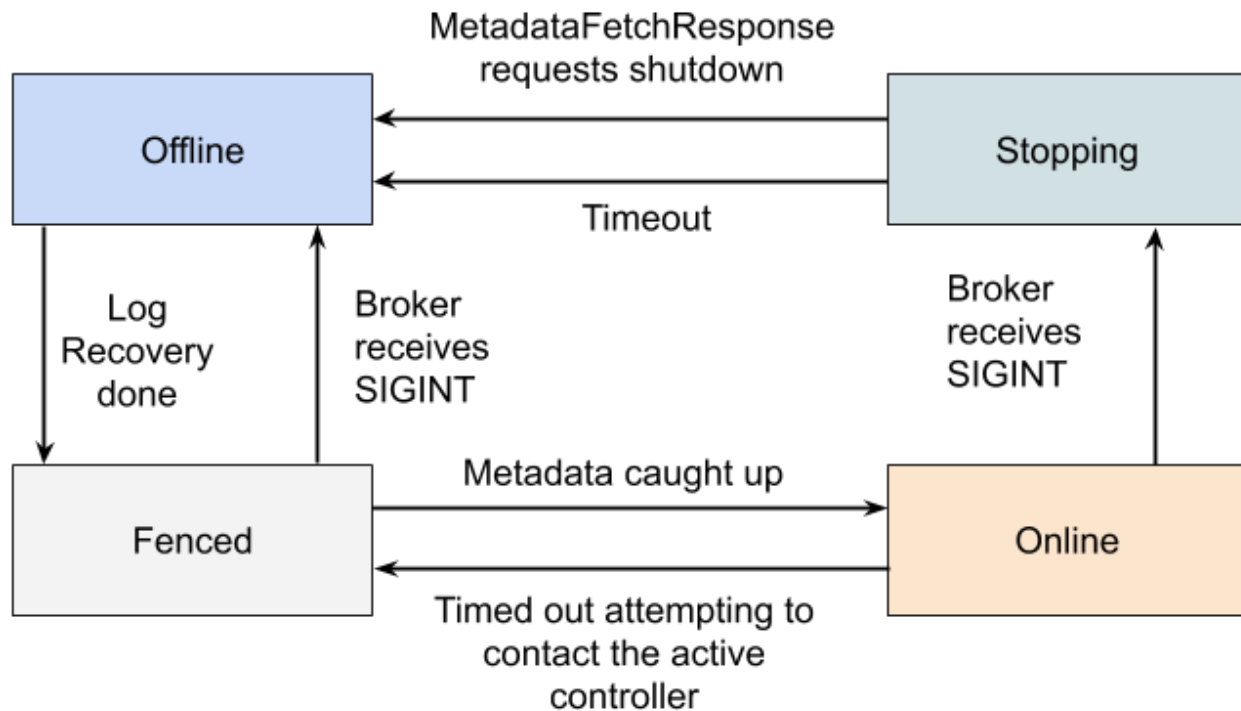 MetadataFetchResponse
requests shutdown
Offline
Stopping
Timeout
Log
Recovery
done
Broker
receives
SIGINT
Broker
receives
SIGINT
Metadata caught up
Fenced
Online
Timed out attempting to
contact the active
controller